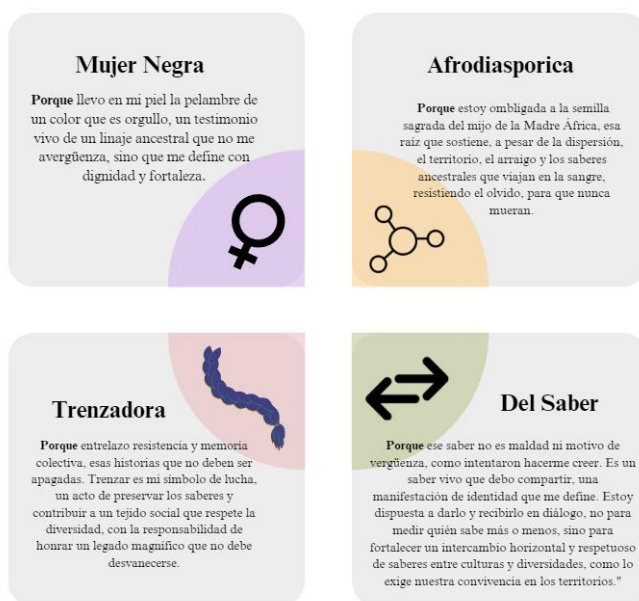 Mujer Negra
Porque llevo en mi piel la pelambre de
un color que es orgullo, un testimonio
vivo de un linaje ancestral que no me
avergüenza, sino que me define con
dignidad y fortaleza.
Afrodiasporica
Porque estoy ombligada a la semilla
sagrada del mijo de la Madre África, esa
raíz que sostiene, a pesar de la dispersión,
el territorio, el arraigo y los saberes
ancestrales que viajan en la sangre,
resistiendo el olvido, para que nunca
mueran.
Trenzadora
Porque entrelazo resistencia y memoria
colectiva, esas historias que no deben ser
apagadas. Trenzar es mi símbolo de lucha,
un acto de preservar los saberes y
contribuir a un tejido social que respete la
diversidad, con la responsabilidad de
honrar un legado magnífico que no debe
desvanecerse.
Del Saber
Porque ese saber no es maldad ni motivo de
vergüenza, como intentaron hacerme creer. Es un
saber vivo que debo compartir, una
manifestación de identidad que me define. Estoy
dispuesta a darlo y recibirlo en diálogo, no para
medir quién sabe más o menos, sino para
fortalecer un intercambio horizontal y respetuoso
de saberes entre culturas y diversidades, como lo
exige nuestra convivencia en los territorios."